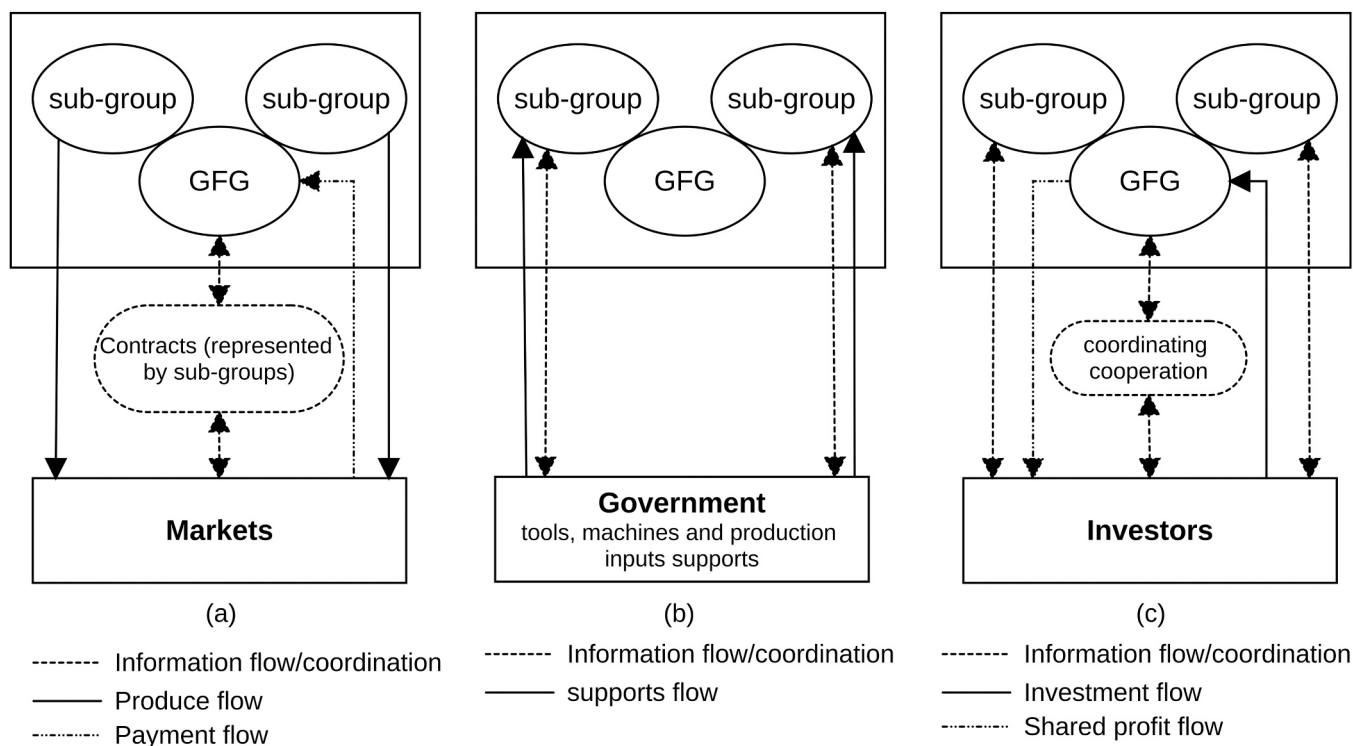 sub-group
sub-group
GFG
Contracts (represented
by sub-groups)
Markets
(a)
Information flow/coordination
Produce flow
Payment flow
sub-group
sub-group
GFG
Government
tools, machines and production
inputs supports
(b)
Information flow/coordination
supports flow
sub-group
sub-group
GFG
coordinating
cooperation
Investors
(c)
Information flow/coordination
Investment flow
Shared profit flow